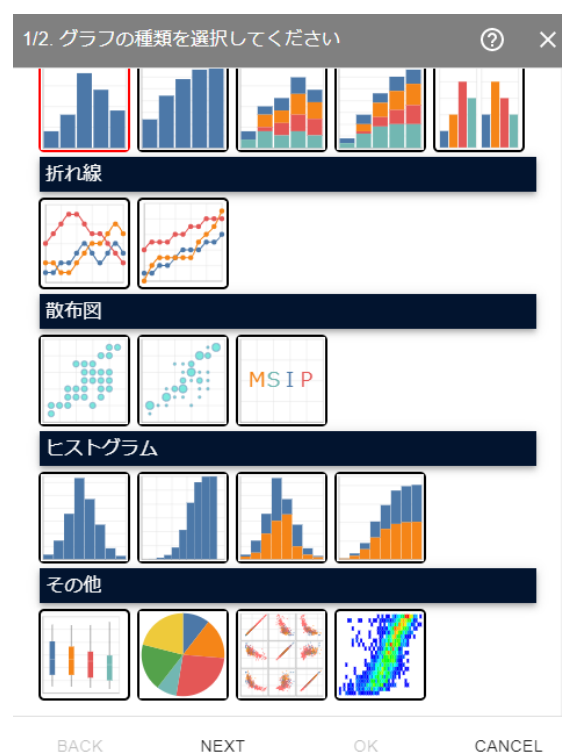 1/2. グラフの種類を選択してください
折れ線
散布図
MSIP
ヒストグラム
その他
BACK NEXT OK CANCEL